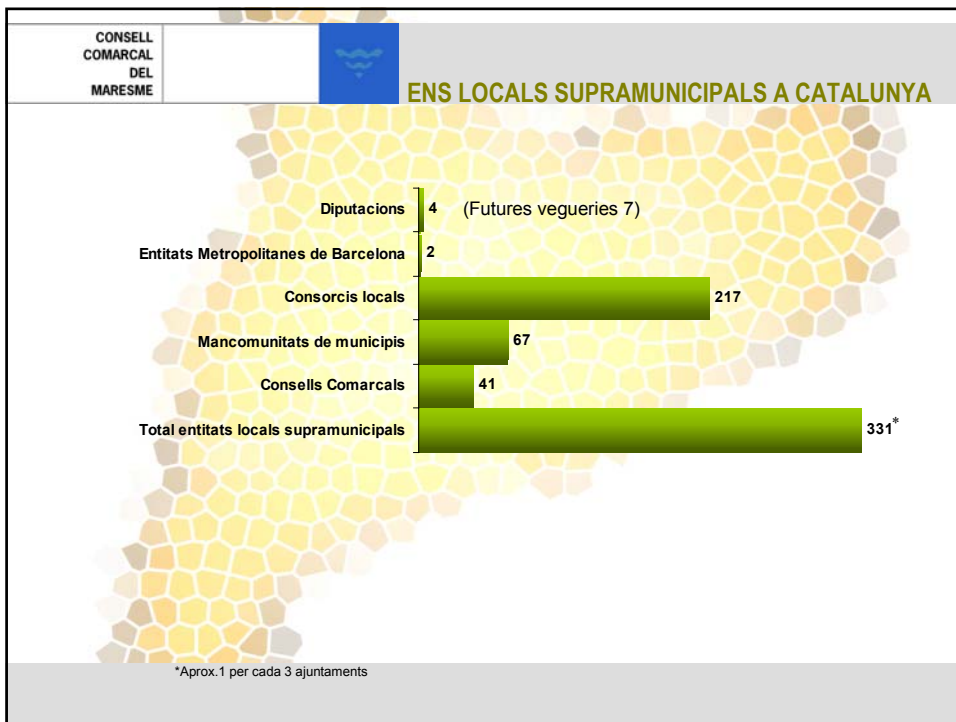 CONSELL
COMARCAL
DEL
MARESME
ENS LOCALS SUPRAMUNICIPALS A CATALUNYA
Diputacions 4 (Futures vegueries 7)
Entitats Metropolitanes de Barcelona 2
Consorcis locals 217
Mancomunitats de municipis 67
Consells Comarcals 41
Total entitats locals supramunicipals 331*
*Aprox.1 per cada 3 ajuntaments